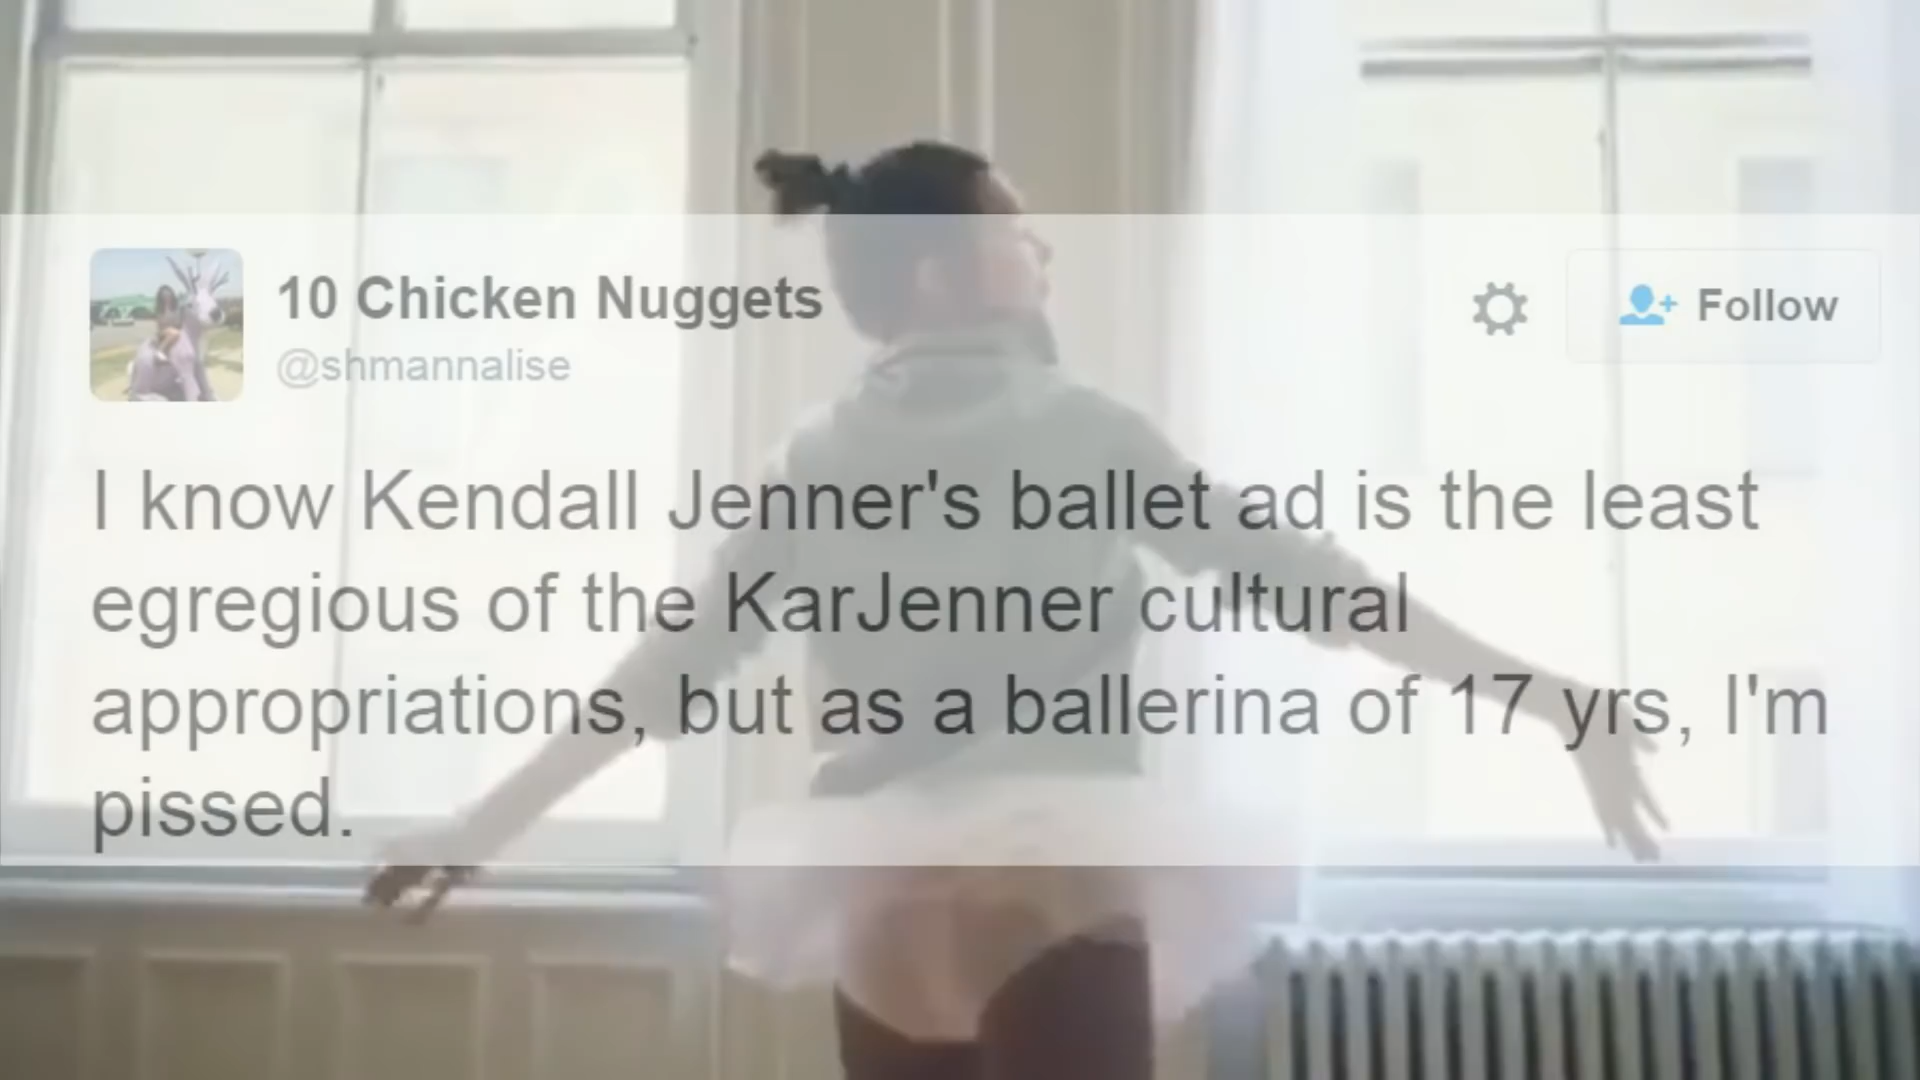 10 Chicken Nuggets
@shmannalise
Follow
I know Kendall Jenner's ballet ad is the least
egregious of the KarJenner cultural
appropriations, but as a ballerina of 17 yrs, I'm
pissed.